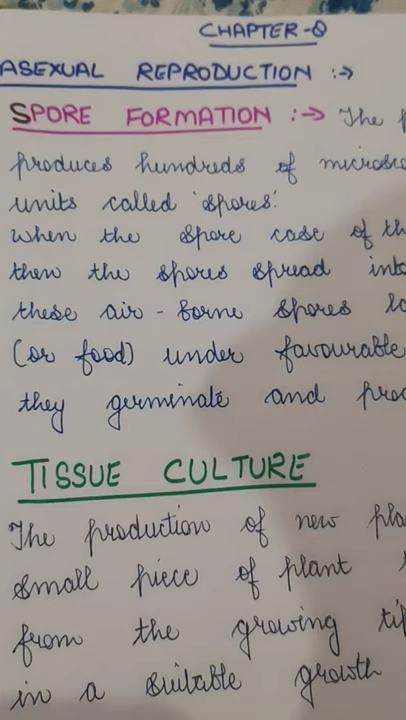 CHAPTER-8
ASEXUAL REPRODUCTION :→
SPORE FORMATION :→ The
produces hundreds of
units called 'spores'.
When the spore case of
then the spores spread
these air-borne spores
(or food) under favourable
they germinate and
TISSUE CULTURE
The production of new
small piece of plant
from the growing
in a suitable growth